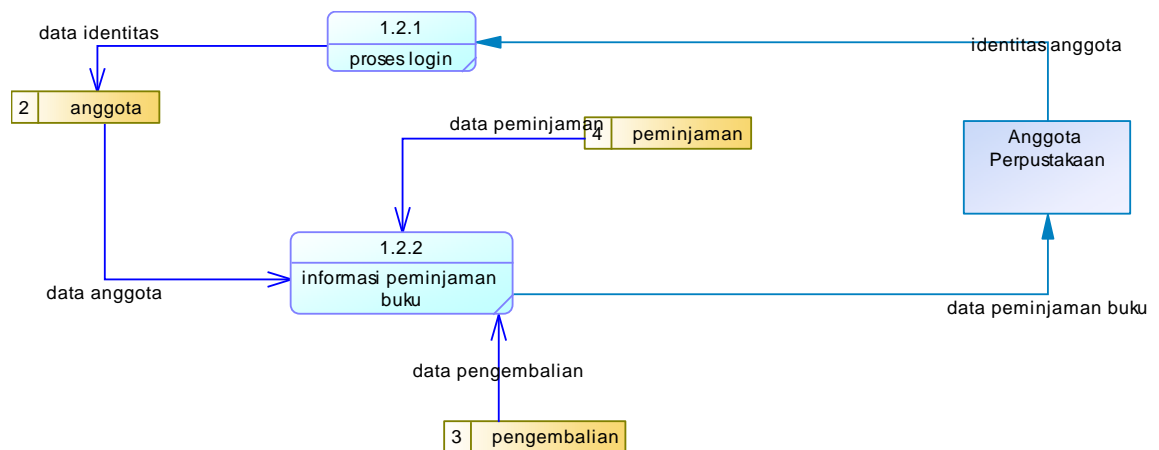 1.2.1
proses login
data identitas
identitas anggota
2 anggota
data peminjaman
4 peminjaman
Anggota
Perpustakaan
1.2.2
informasi peminjaman
buku
data anggota
data peminjaman buku
data pengembalian
3 pengembalian